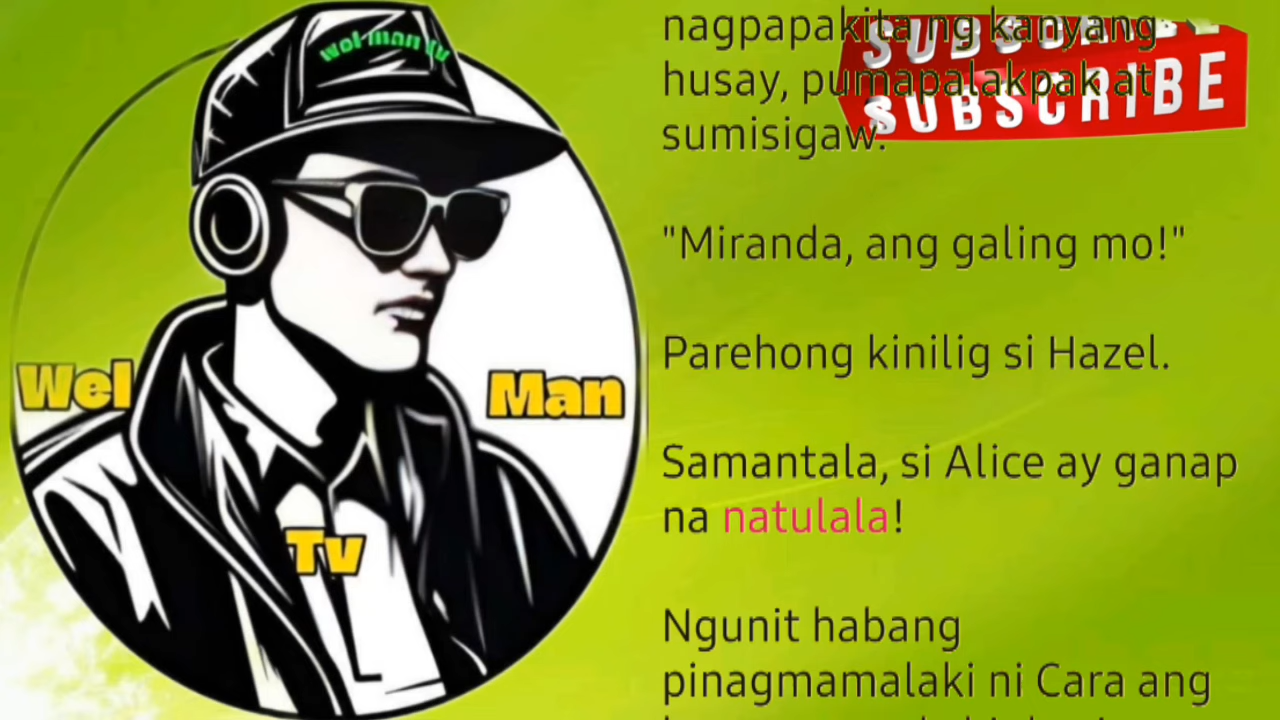 wel man tv
Wel
Man
Tv
SUBSCRIBE
SUBSCRIBE
nagpapakita ng kanyang
husay, pumapalakpak at
sumisigaw.
"Miranda, ang galing mo!"
Parehong kinilig si Hazel.
Samantala, si Alice ay ganap
na natulala!
Ngunit habang
pinagmamalaki ni Cara ang